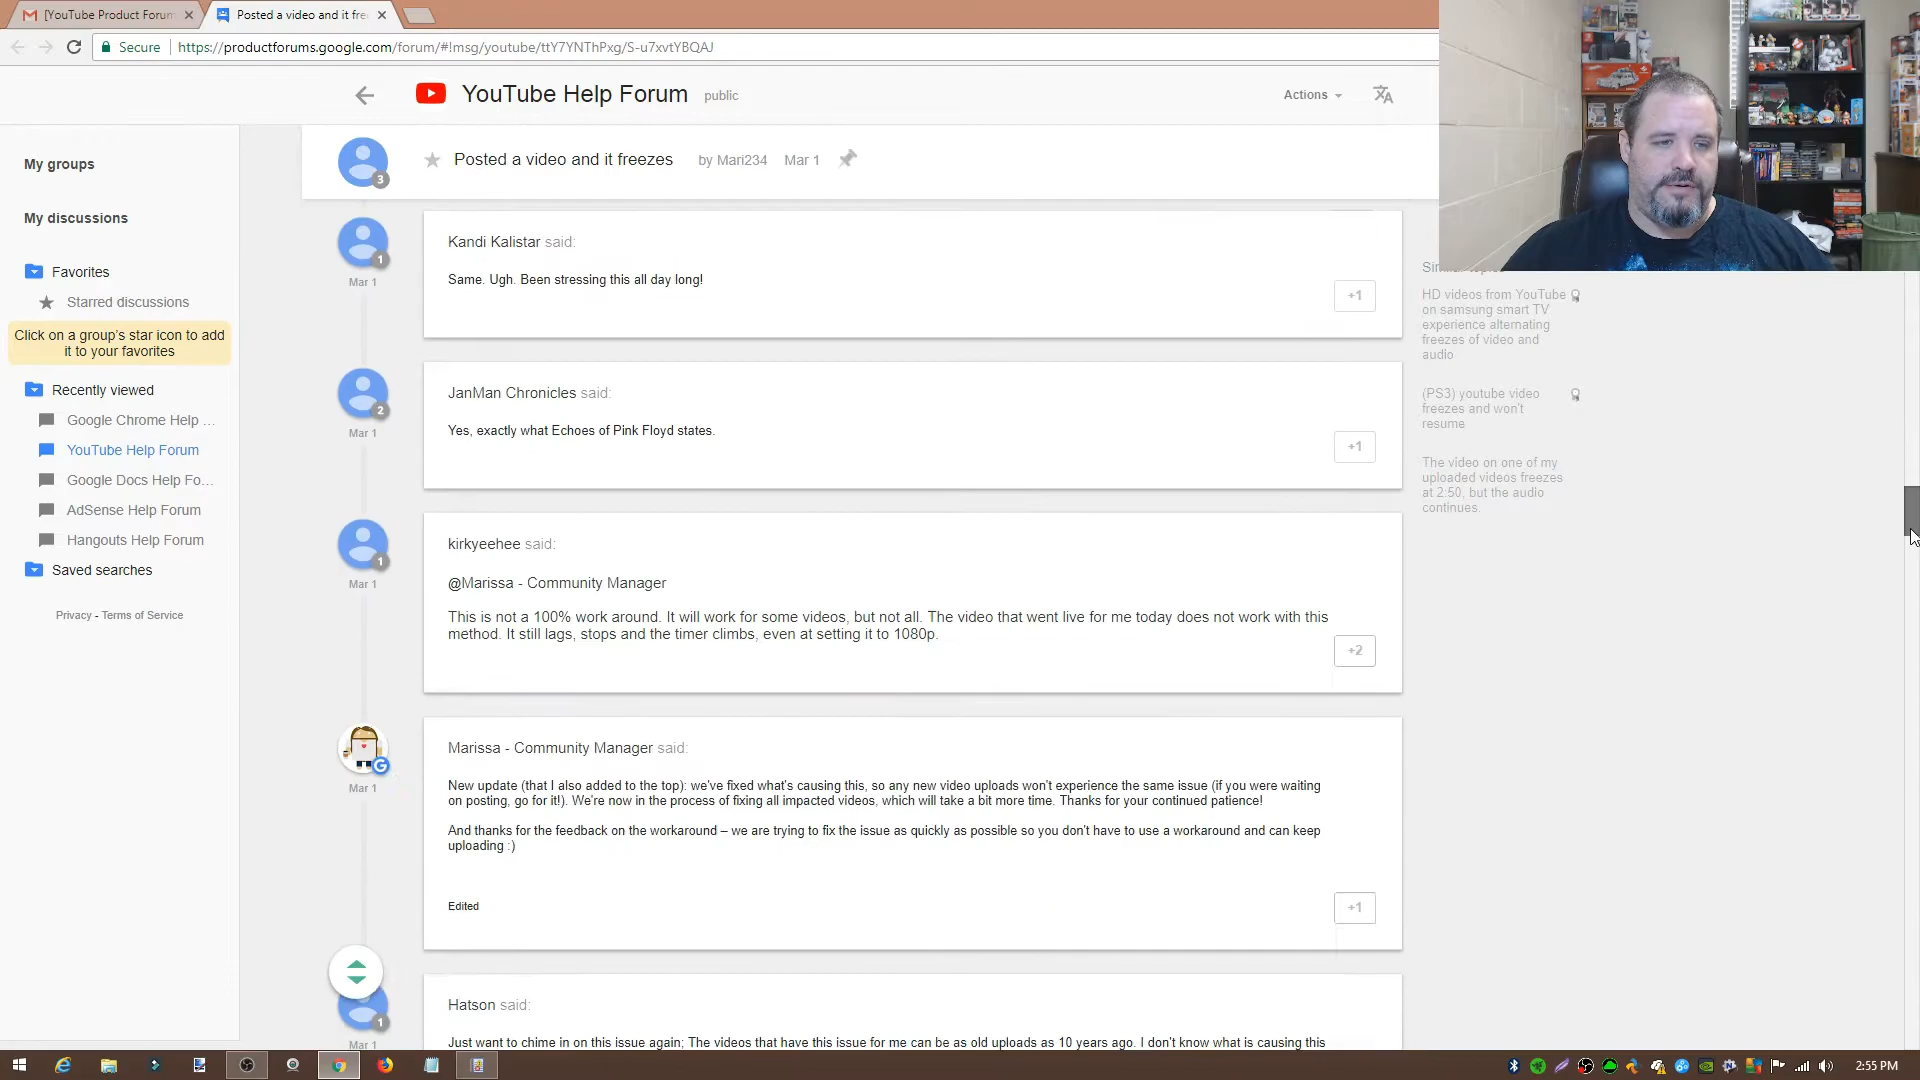 [YouTube Product Forum
Posted a video and it fre
Secure
https://productforums.google.com/forum/#!msg/youtube/ttY7YNThPxg/S-u7xvtYBQAJ
YouTube Help Forum public
Actions
My groups
My discussions
Favorites
Starred discussions
Click on a group's star icon to add
it to your favorites
Recently viewed
Google Chrome Help ...
YouTube Help Forum
Google Docs Help Fo...
AdSense Help Forum
Hangouts Help Forum
Saved searches
Privacy - Terms of Service
3
Posted a video and it freezes by Mari234 Mar 1
1
Mar 1
Kandi Kalistar said:
Same. Ugh. Been stressing this all day long!
+1
2
Mar 1
JanMan Chronicles said:
Yes, exactly what Echoes of Pink Floyd states.
+1
1
Mar 1
kirkyeehee said:
@Marissa - Community Manager
This is not a 100% work around. It will work for some videos, but not all. The video that went live for me today does not work with this
method. It still lags, stops and the timer climbs, even at setting it to 1080p.
+2
G
Mar 1
Marissa - Community Manager said:
New update (that I also added to the top): we've fixed what's causing this, so any new video uploads won't experience the same issue (if you were waiting
on posting, go for it!). We're now in the process of fixing all impacted videos, which will take a bit more time. Thanks for your continued patience!
And thanks for the feedback on the workaround – we are trying to fix the issue as quickly as possible so you don't have to use a workaround and can keep
uploading :)
Edited
+1
1
Mar 1
Hatson said:
Just want to chime in on this issue again; The videos that have this issue for me can be as old uploads as 10 years ago. I don't know what is causing this
HD videos from YouTube
on samsung smart TV
experience alternating
freezes of video and
audio
(PS3) youtube video
freezes and won't
resume
The video on one of my
uploaded videos freezes
at 2:50, but the audio
continues.
2:55 PM